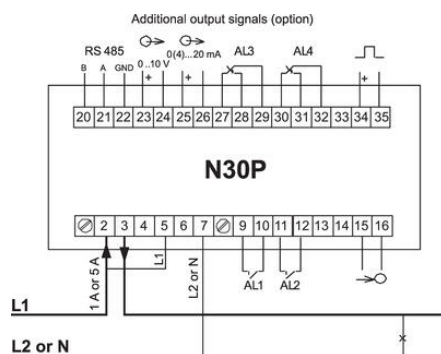 Additional output signals (option)
RS 485
0(4)...20 mA
AL3
AL4
B A GND 0 ..10 V
+ + +
20 21 22 23 24 25 26 27 28 29 30 31 32 33 34 35
N30P
2 3 4 5 6 7 9 10 11 12 13 14 15 16
1 A or 5 A
L1
L2 or N
AL1
AL2
L1
L2 or N